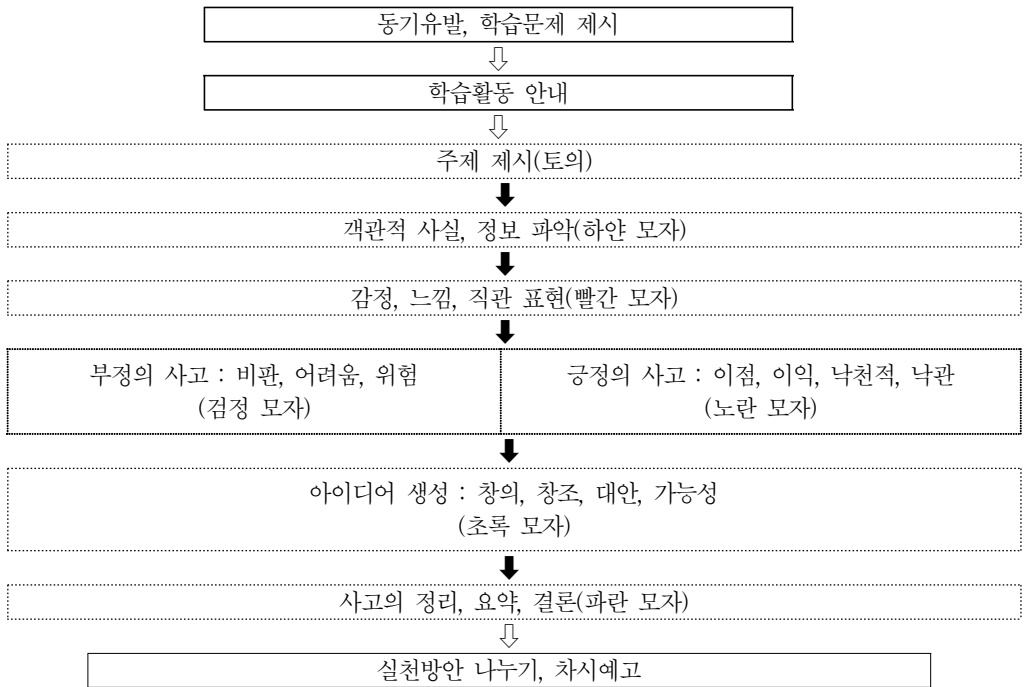 동기유발, 학습문제 제시
학습활동 안내
주제 제시(토의)
객관적 사실, 정보 파악(하얀 모자)
감정, 느낌, 직관 표현(빨간 모자)
부정의 사고 : 비판, 어려움, 위험
(검정 모자)
긍정의 사고 : 이점, 이익, 낙천적, 낙관
(노란 모자)
아이디어 생성 : 창의, 창조, 대안, 가능성
(초록 모자)
사고의 정리, 요약, 결론(파란 모자)
실천방안 나누기, 차시예고